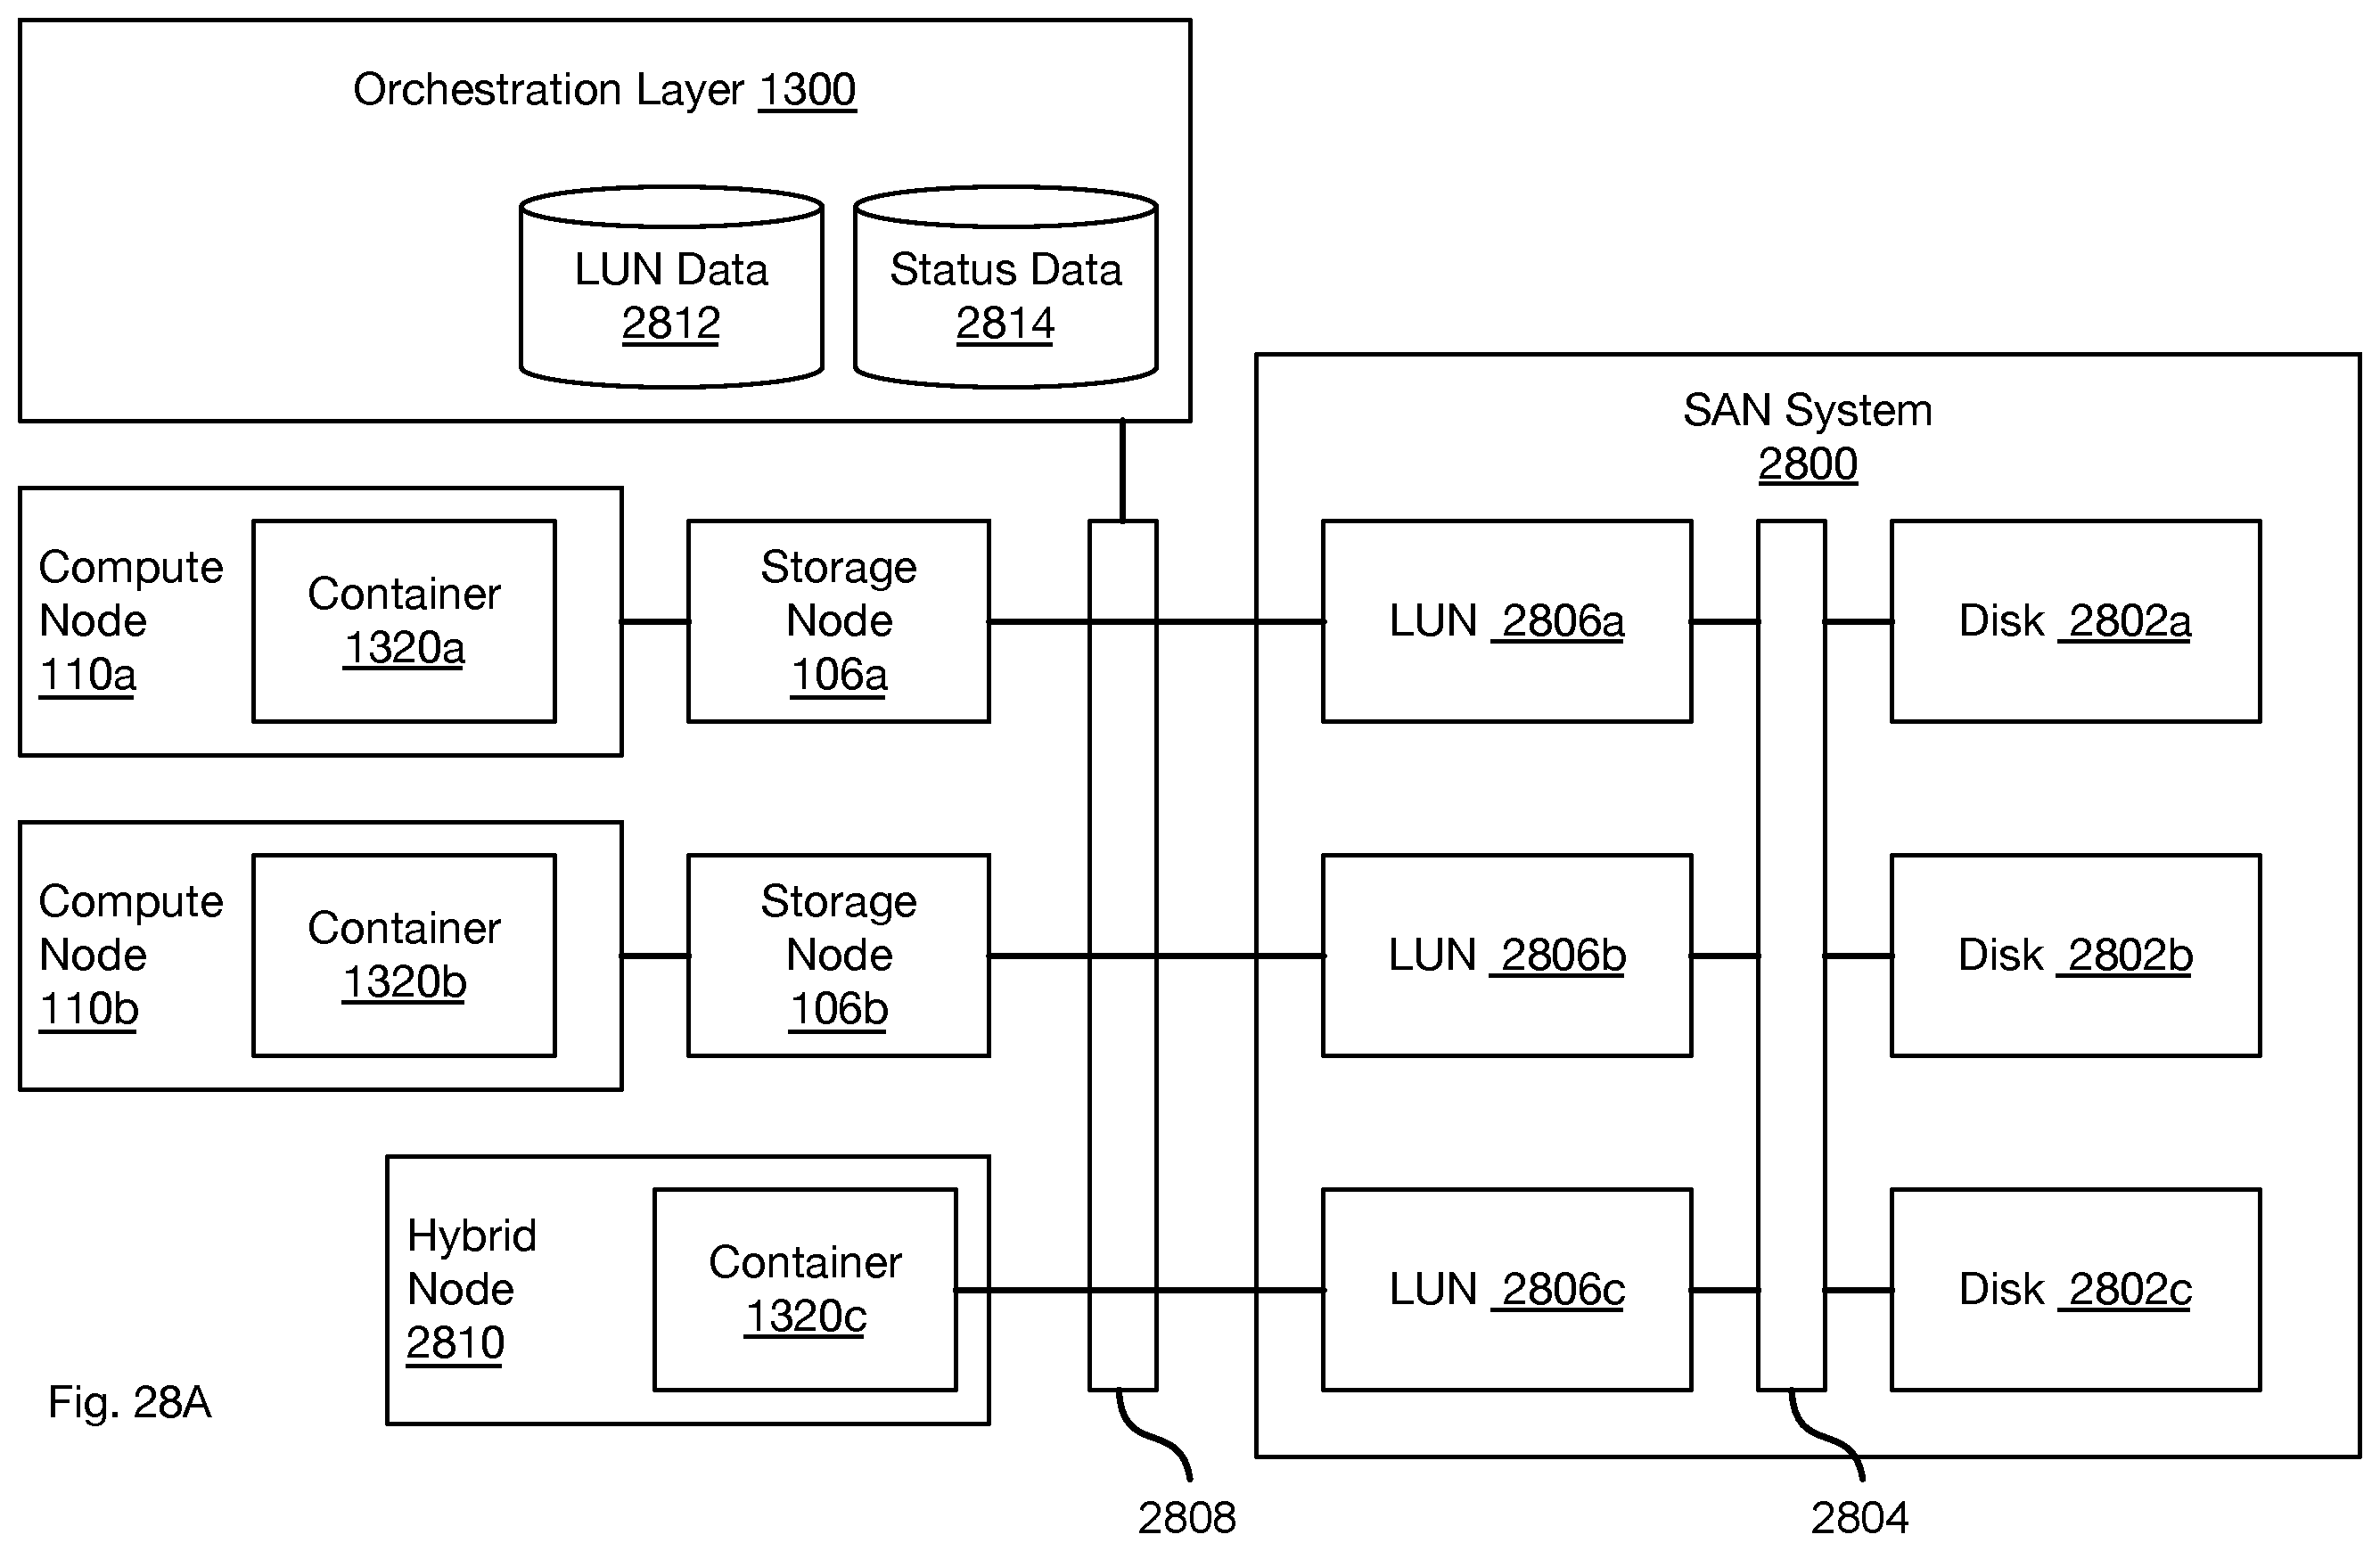 Orchestration Layer 1300
LUN Data
2812
Status Data
2814
SAN System
2800
Compute
Node
110a
Container
1320a
Storage
Node
106a
LUN 2806a
Disk 2802a
Compute
Node
110b
Container
1320b
Storage
Node
106b
LUN 2806b
Disk 2802b
Hybrid
Node
2810
Container
1320c
LUN 2806c
Disk 2802c
Fig. 28A
2808
2804